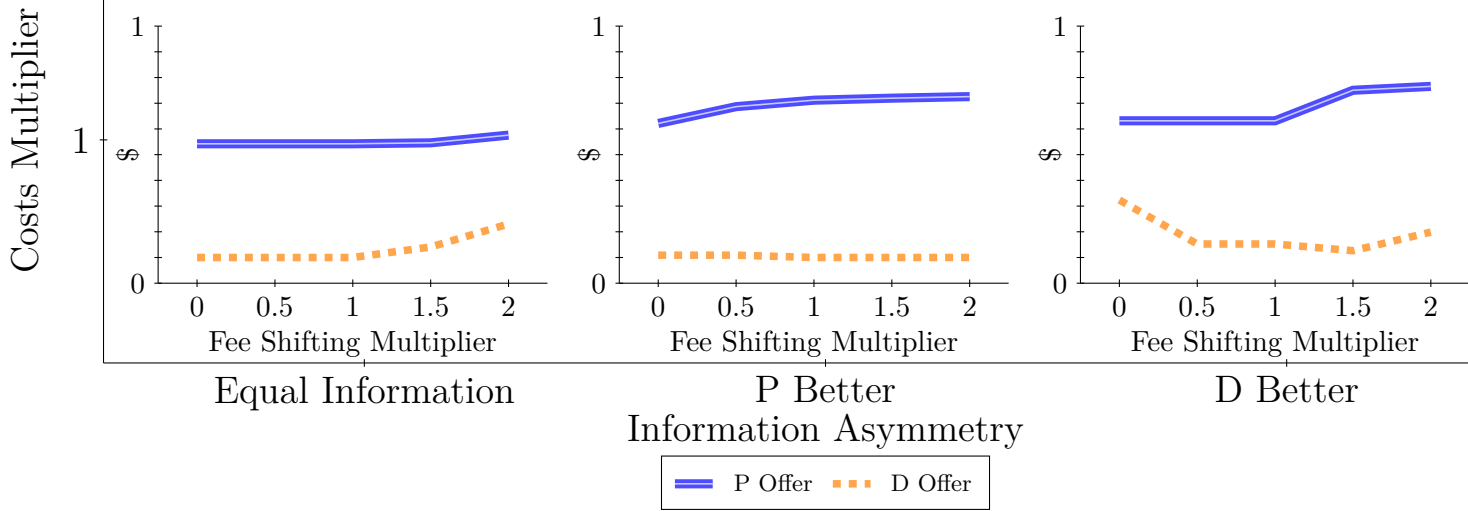 Costs Multiplier
1
1
$
0
0 0.5 1 1.5 2
Fee Shifting Multiplier
1
$
0
0 0.5 1 1.5 2
Fee Shifting Multiplier
1
$
0
0 0.5 1 1.5 2
Fee Shifting Multiplier
Equal Information P Better D Better
Information Asymmetry
P Offer D Offer